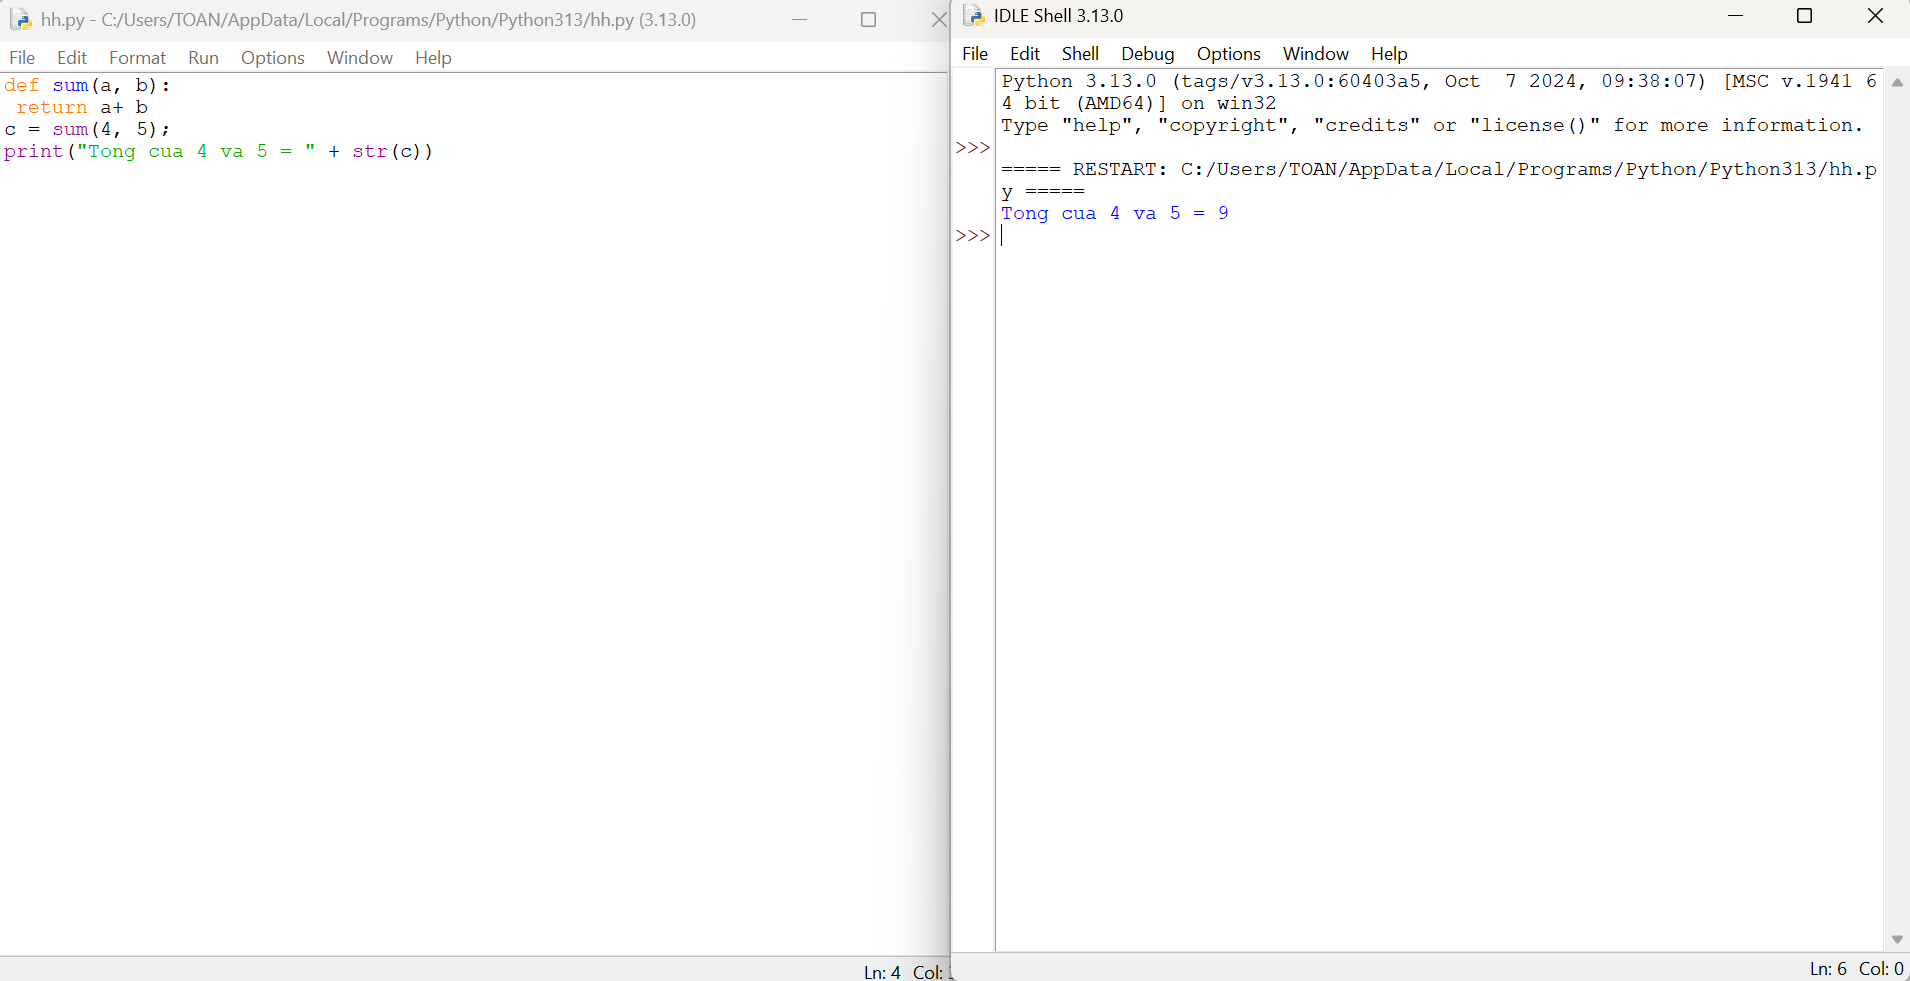 hh.py - C:/Users/TOAN/AppData/Local/Programs/Python/Python313/hh.py (3.13.0)
File Edit Format Run Options Window Help
def sum(a, b):
 return a+ b
c = sum(4, 5);
print("Tong cua 4 va 5 = " + str(c))
Ln: 4 Col:
IDLE Shell 3.13.0
File Edit Shell Debug Options Window Help
Python 3.13.0 (tags/v3.13.0:60403a5, Oct  7 2024, 09:38:07) [MSC v.1941 6
4 bit (AMD64)] on win32
Type "help", "copyright", "credits" or "license()" for more information.
>>>
===== RESTART: C:/Users/TOAN/AppData/Local/Programs/Python/Python313/hh.p
y =====
Tong cua 4 va 5 = 9
>>>
Ln: 6 Col: 0